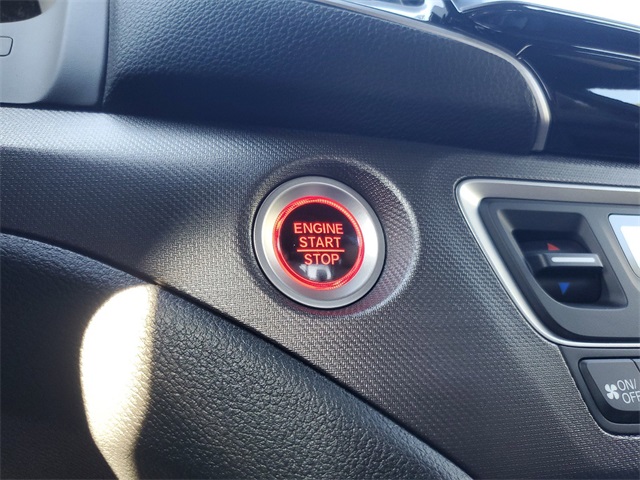 ENGINE
START
STOP
ON/
OFF